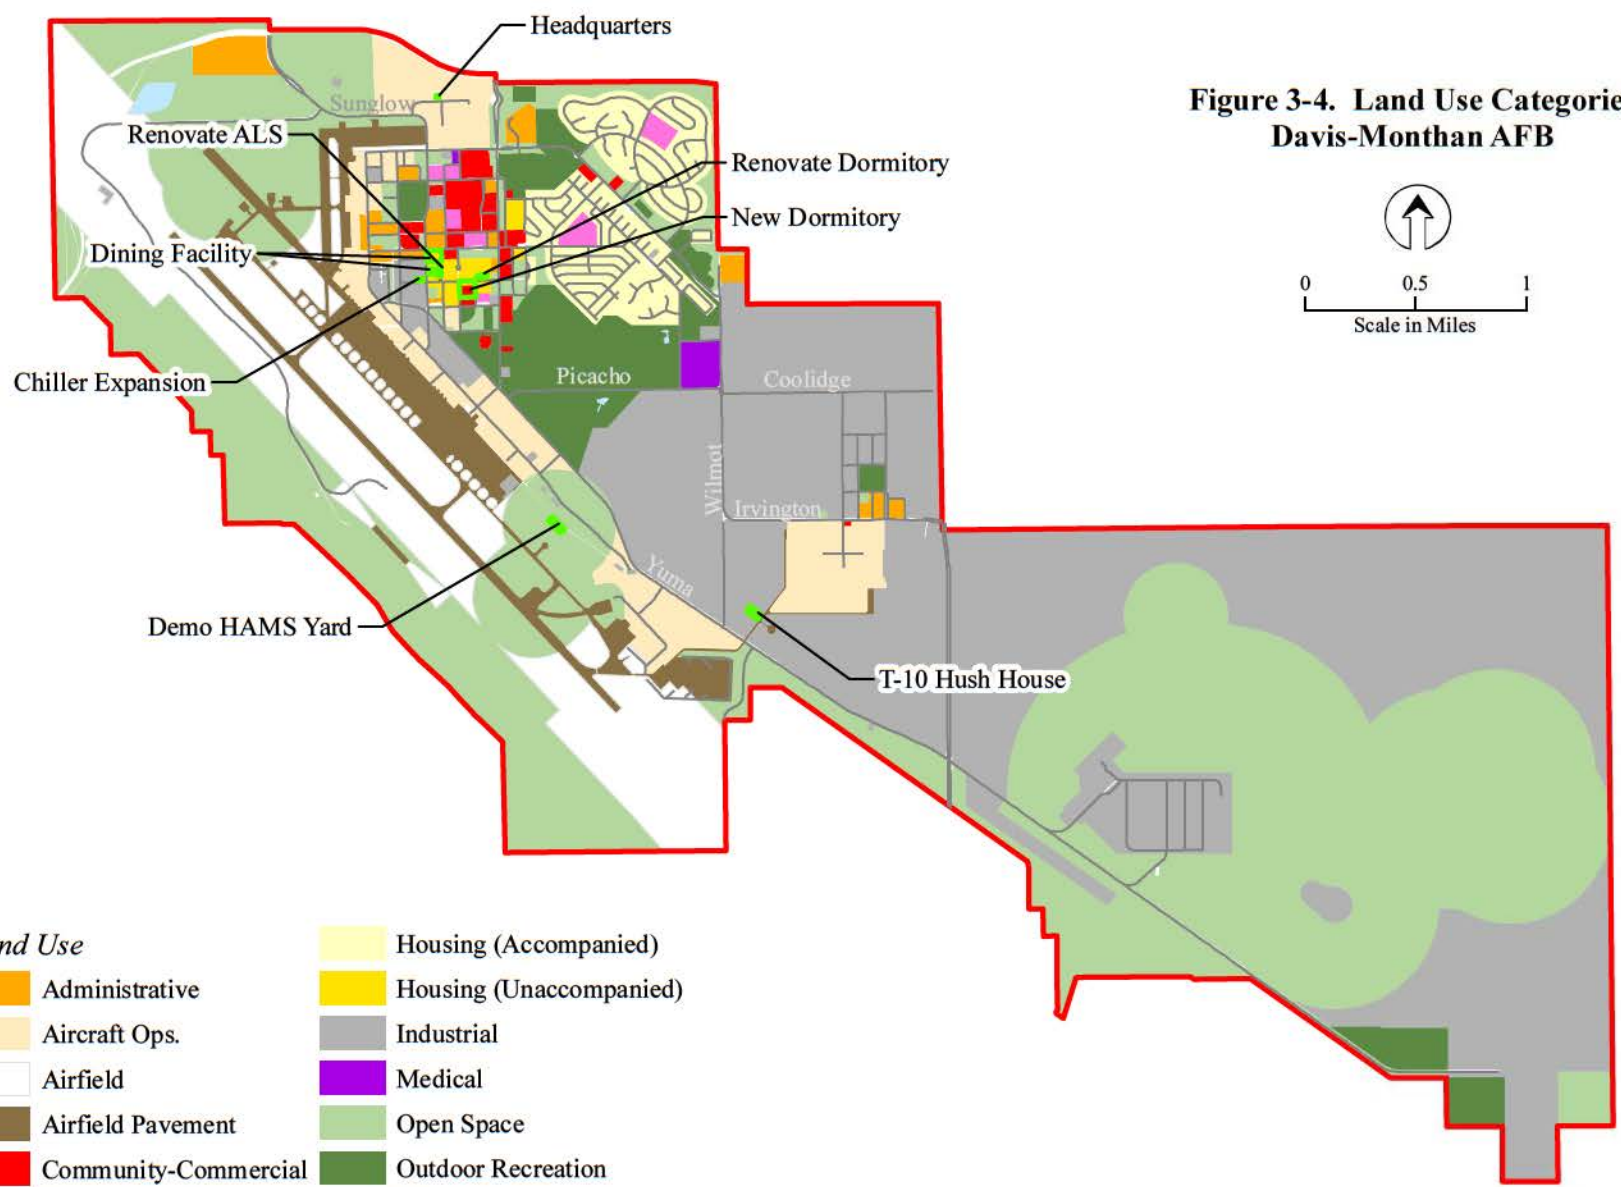 Headquarters
Figure 3-4. Land Use Categorie
Davis-Monthan AFB
Sunglow
Renovate ALS
Renovate Dormitory
New Dormitory
Dining Facility
0 0.5 1
Scale in Miles
Chiller Expansion
Picacho
Coolidge
Wilmot
Irvington
Yuma
Demo HAMS Yard
T-10 Hush House
nd Use
Administrative
Aircraft Ops.
Airfield
Airfield Pavement
Community-Commercial
Housing (Accompanied)
Housing (Unaccompanied)
Industrial
Medical
Open Space
Outdoor Recreation